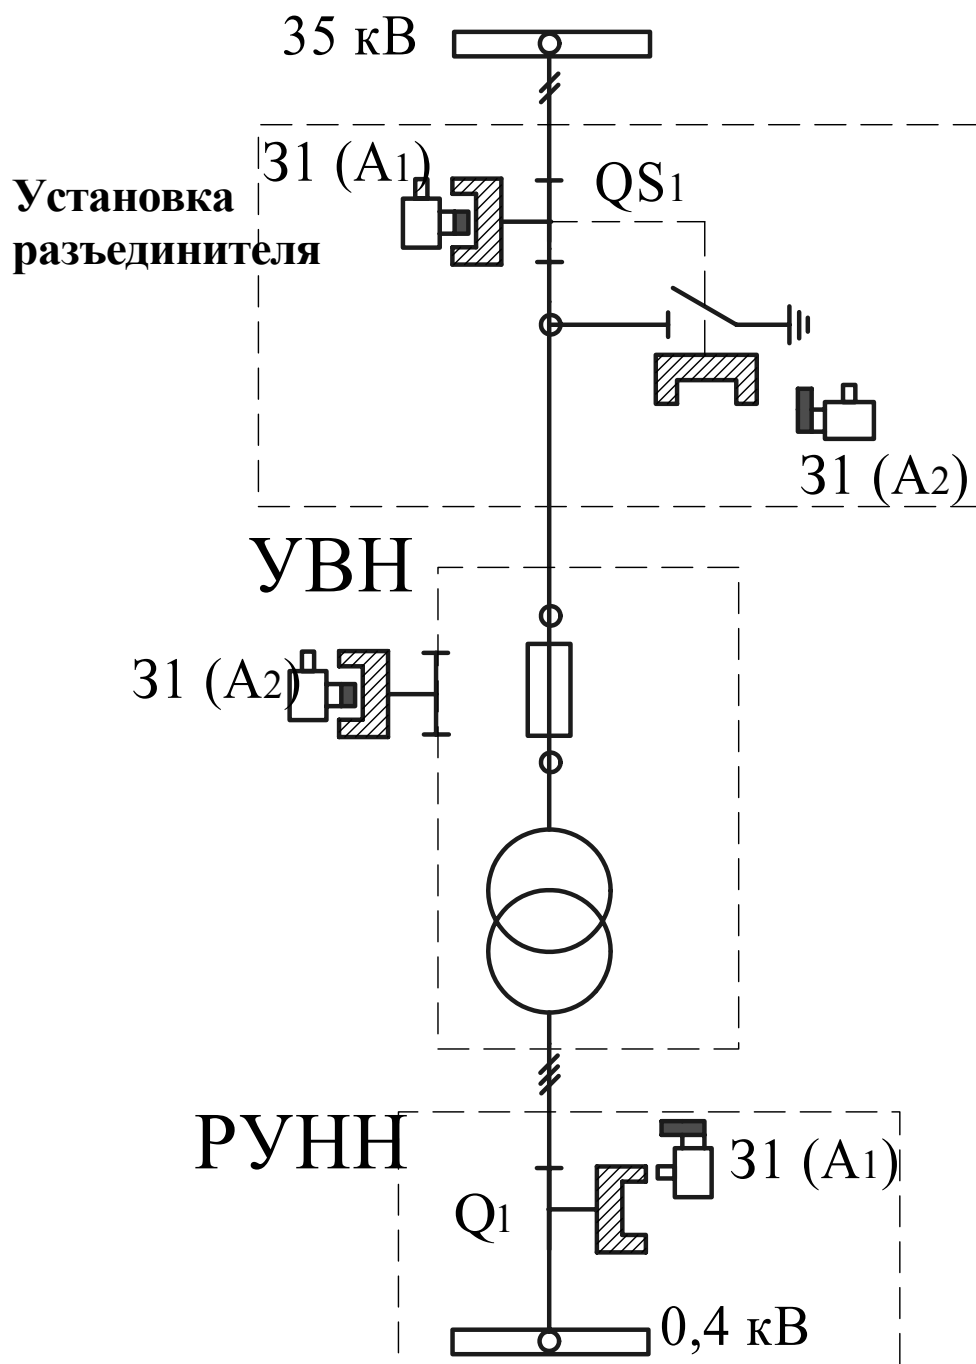 35 кВ
З1 (А1)
QS1
Установка
разъединителя
З1 (А2)
УВН
З1 (А2)
РУНН
З1 (А1)
Q1
0,4 кВ